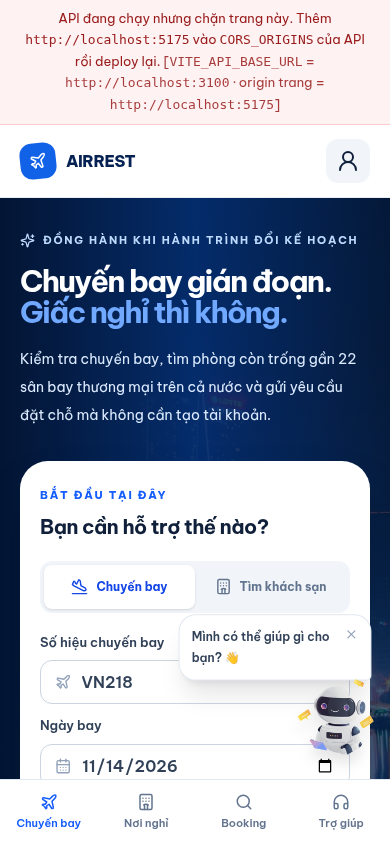 API đang chạy nhưng chặn trang này. Thêm
http://localhost:5175 vào CORS_ORIGINS của API
rồi deploy lại. [VITE_API_BASE_URL =
http://localhost:3100 · origin trang =
http://localhost:5175]
AIRREST
ĐỒNG HÀNH KHI HÀNH TRÌNH ĐỔI KẾ HOẠCH
Chuyến bay gián đoạn.
Giấc nghỉ thì không.
Kiểm tra chuyến bay, tìm phòng còn trống gần 22
sân bay thương mại trên cả nước và gửi yêu cầu
đặt chỗ mà không cần tạo tài khoản.
BẮT ĐẦU TẠI ĐÂY
Bạn cần hỗ trợ thế nào?
Chuyến bay
Tìm khách sạn
Số hiệu chuyến bay
Mình có thể giúp gì cho
bạn? 👋
VN218
Ngày bay
11/14/2026
Chuyến bay
Nơi nghỉ
Booking
Trợ giúp